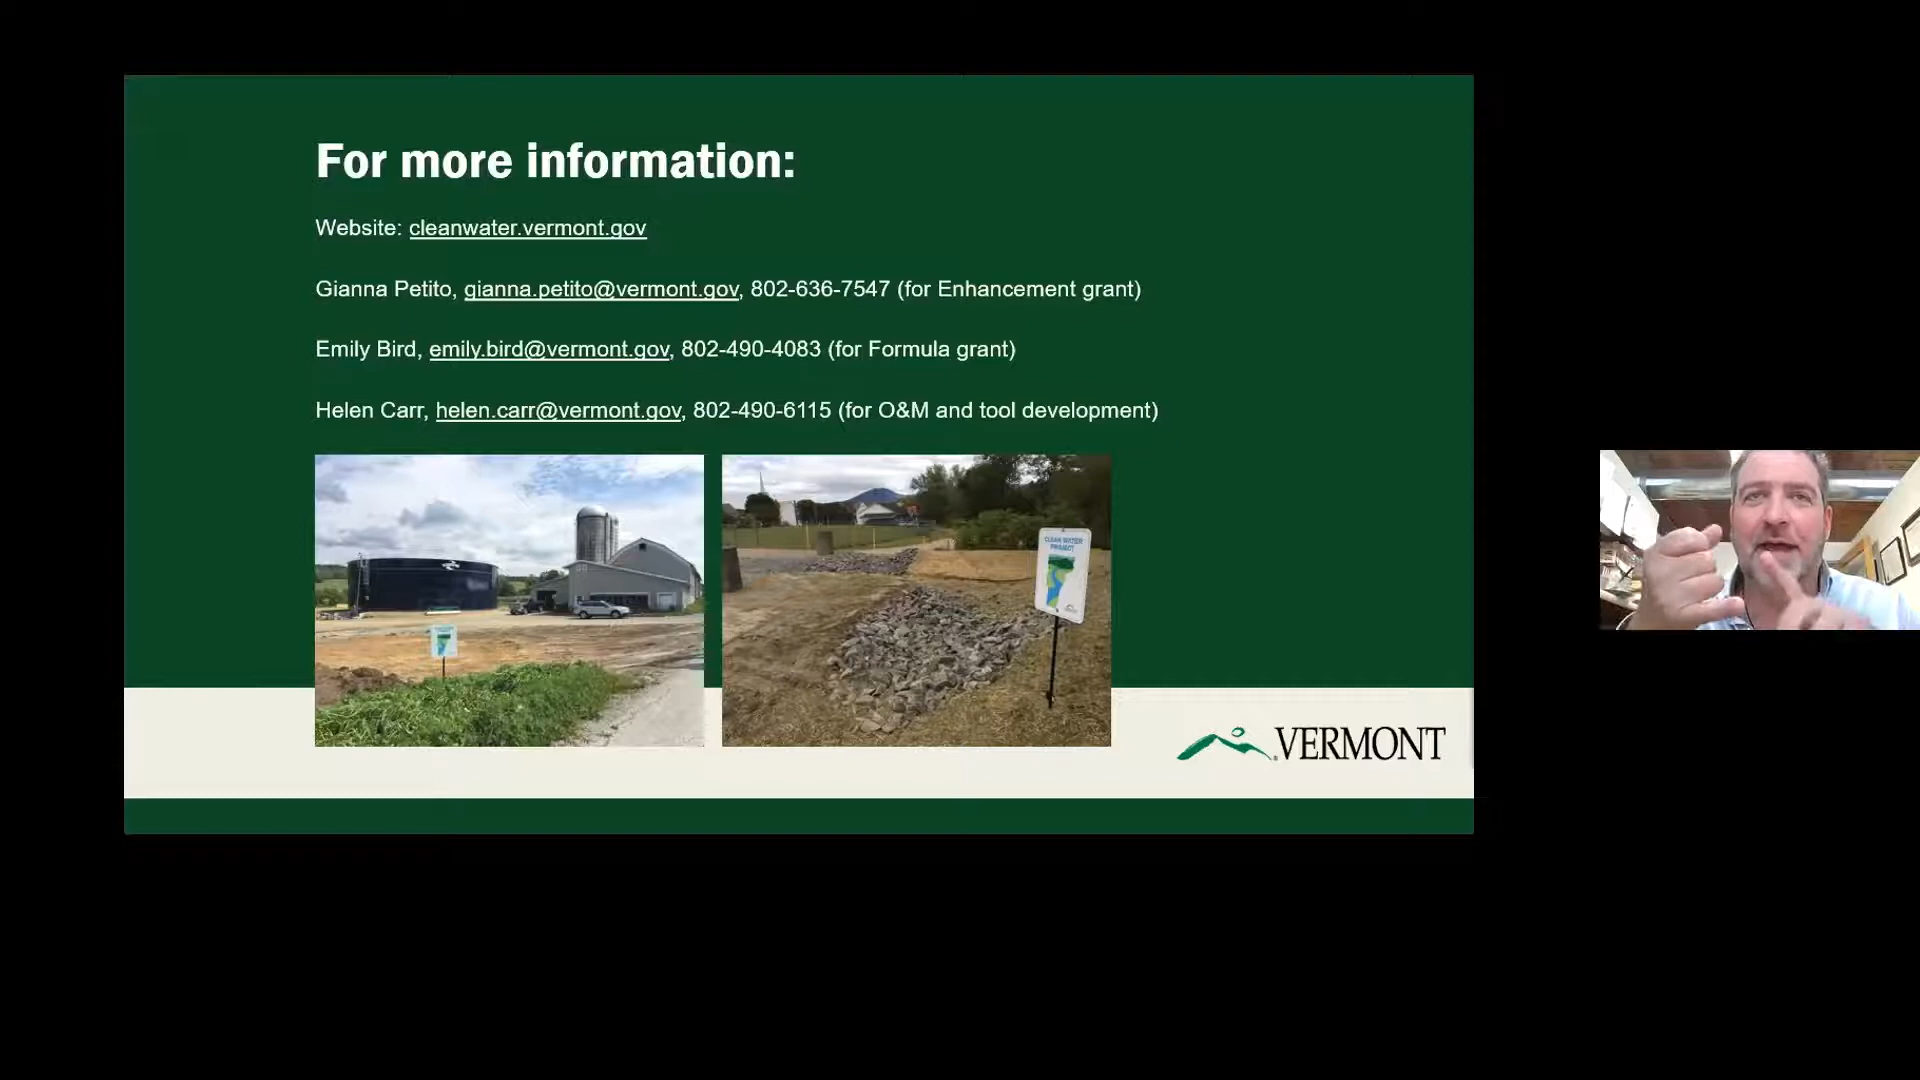 For more information:
Website: cleanwater.vermont.gov
Gianna Petito, gianna.petito@vermont.gov, 802-636-7547 (for Enhancement grant)
Emily Bird, emily.bird@vermont.gov, 802-490-4083 (for Formula grant)
Helen Carr, helen.carr@vermont.gov, 802-490-6115 (for O&M and tool development)
CLEAN WATER
PROJECT
VERMONT